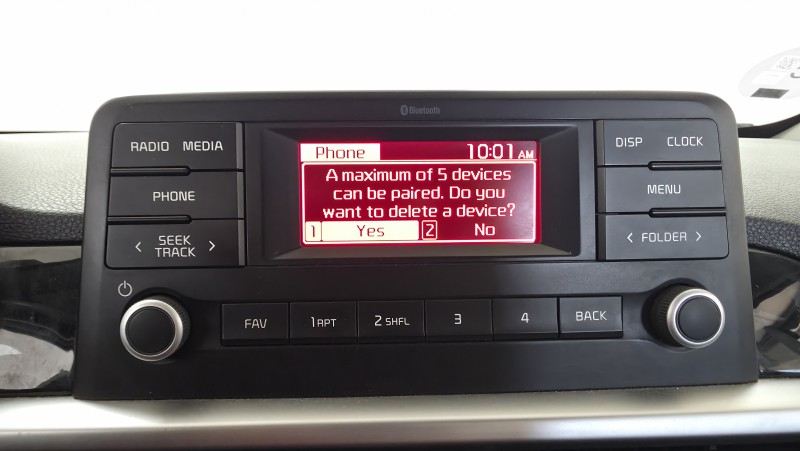 Bluetooth
RADIO MEDIA
PHONE
SEEK
TRACK
Phone 10:01 AM
A maximum of 5 devices
can be paired. Do you
want to delete a device?
1 Yes 2 No
DISP CLOCK
MENU
FOLDER
FAV 1 RPT 2 SHFL 3 4 BACK